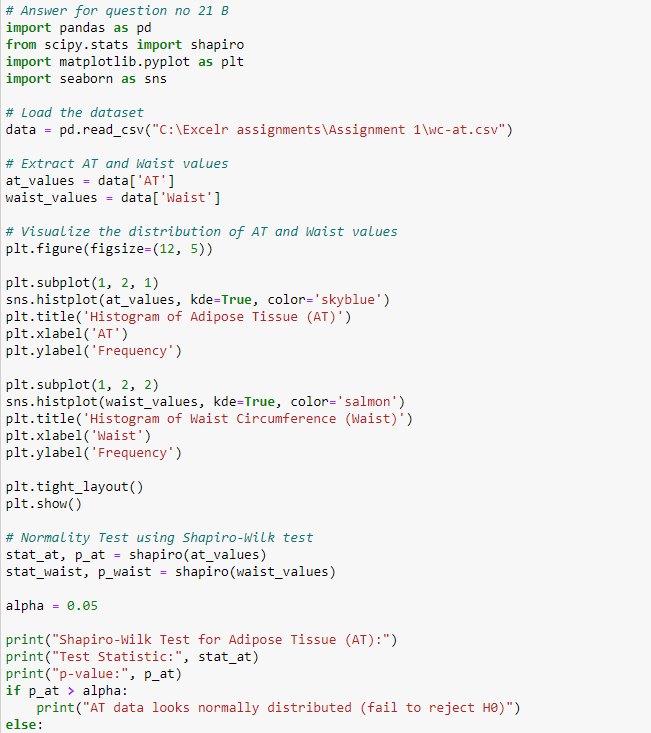 # Answer for question no 21 B
import pandas as pd
from scipy.stats import shapiro
import matplotlib.pyplot as plt
import seaborn as sns
# Load the dataset
data = pd.read_csv("C:\Excelr assignments\Assignment 1\wc-at.csv")
# Extract AT and Waist values
at_values = data['AT']
waist_values = data['Waist']
# Visualize the distribution of AT and Waist values
plt.figure(figsize=(12, 5))
plt.subplot(1, 2, 1)
sns.histplot(at_values, kde=True, color='skyblue')
plt.title('Histogram of Adipose Tissue (AT)')
plt.xlabel('AT')
plt.ylabel('Frequency')
plt.subplot(1, 2, 2)
sns.histplot(waist_values, kde=True, color='salmon')
plt.title('Histogram of Waist Circumference (Waist)')
plt.xlabel('Waist')
plt.ylabel('Frequency')
plt.tight_layout()
plt.show()
# Normality Test using Shapiro-Wilk test
stat_at, p_at = shapiro(at_values)
stat_waist, p_waist = shapiro(waist_values)
alpha = 0.05
print("Shapiro-Wilk Test for Adipose Tissue (AT):")
print("Test Statistic:", stat_at)
print("p-value:", p_at)
if p_at > alpha:
    print("AT data looks normally distributed (fail to reject H0)")
else: